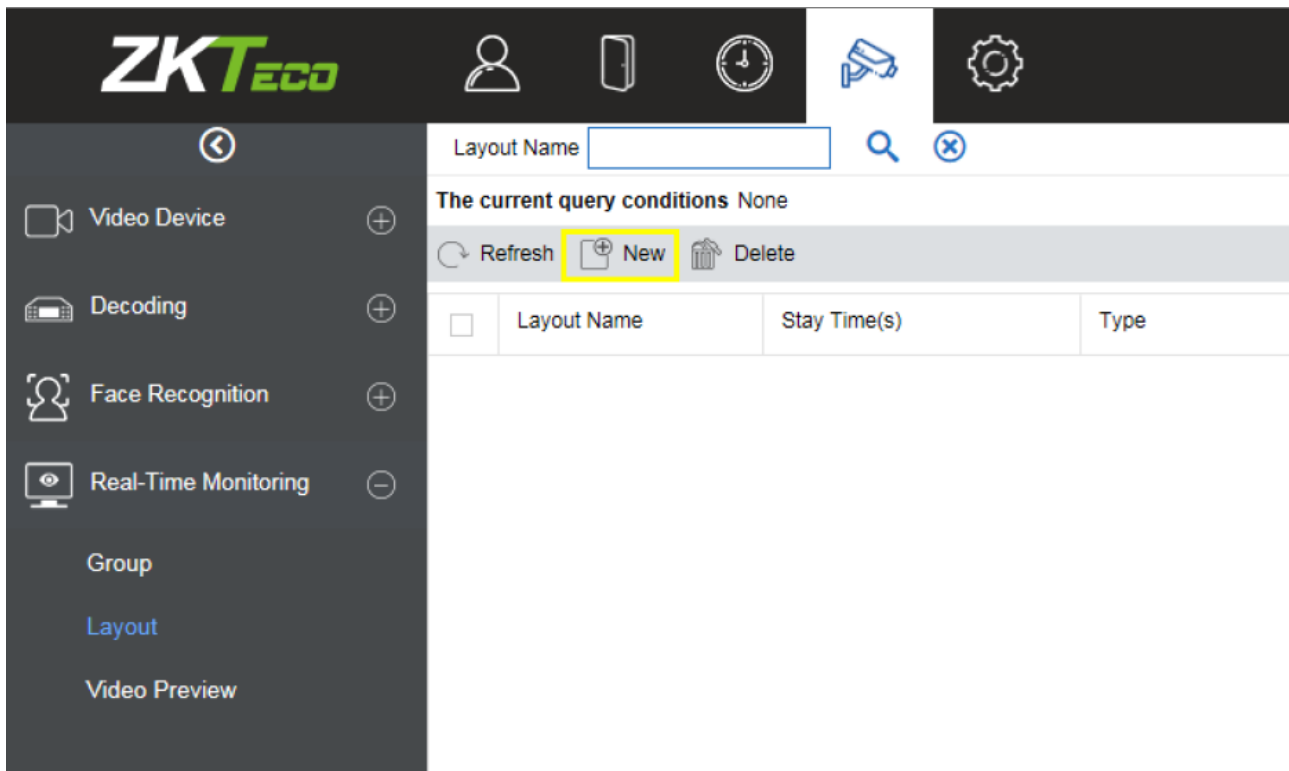 ZKTeco
Layout Name
Video Device
The current query conditions None
Refresh New Delete
Decoding
Layout Name Stay Time(s) Type
Face Recognition
Real-Time Monitoring
Group
Layout
Video Preview